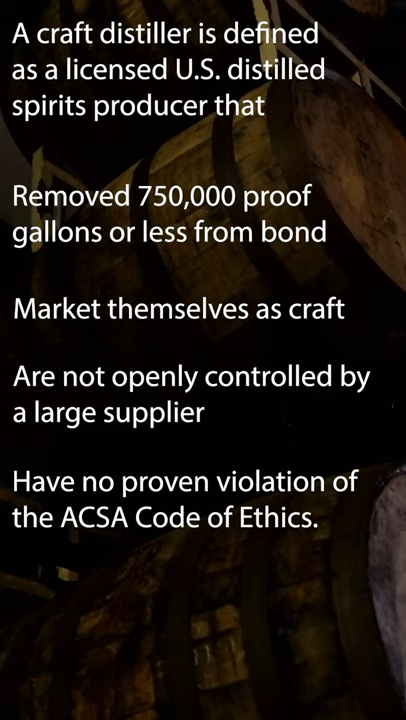 A craft distiller is defined
as a licensed U.S. distilled
spirits producer that
Removed 750,000 proof
gallons or less from bond
Market themselves as craft
Are not openly controlled by
a large supplier
Have no proven violation of
the ACSA Code of Ethics.